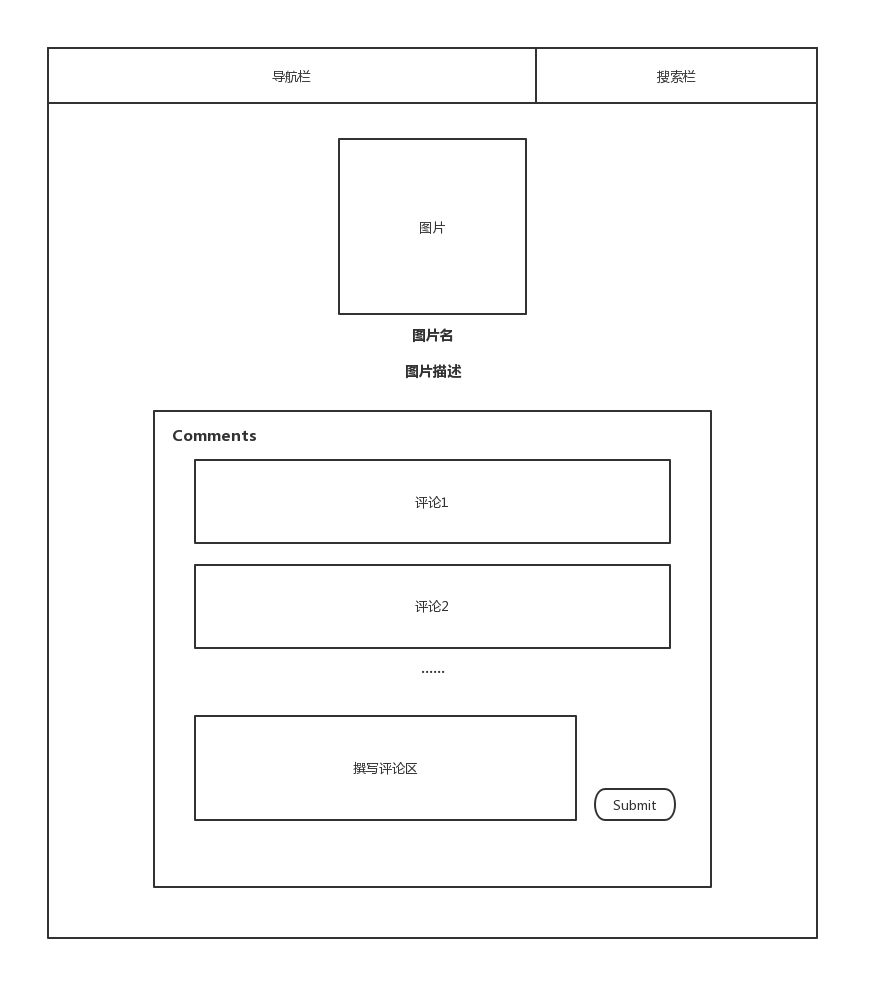 导航栏
搜索栏
图片
图片名
图片描述
Comments
评论1
评论2
......
撰写评论区
Submit